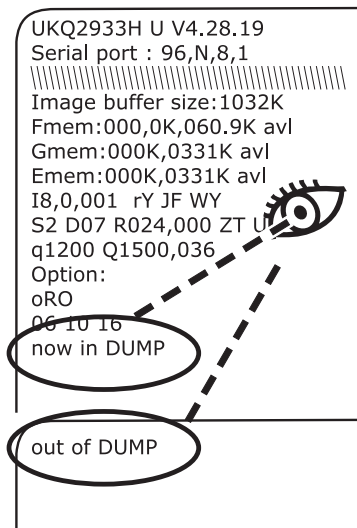 UKQ2933H U V4.28.19
Serial port : 96,N,8,1
Image buffer size:1032K
Fmem:000,0K,060.9K avl
Gmem:000K,0331K avl
Emem:000K,0331K avl
I8,0,001 rY JF WY
S2 D07 R024,000 ZT U
q1200 Q1500,036
Option:
oRO
06 10 16
now in DUMP
out of DUMP